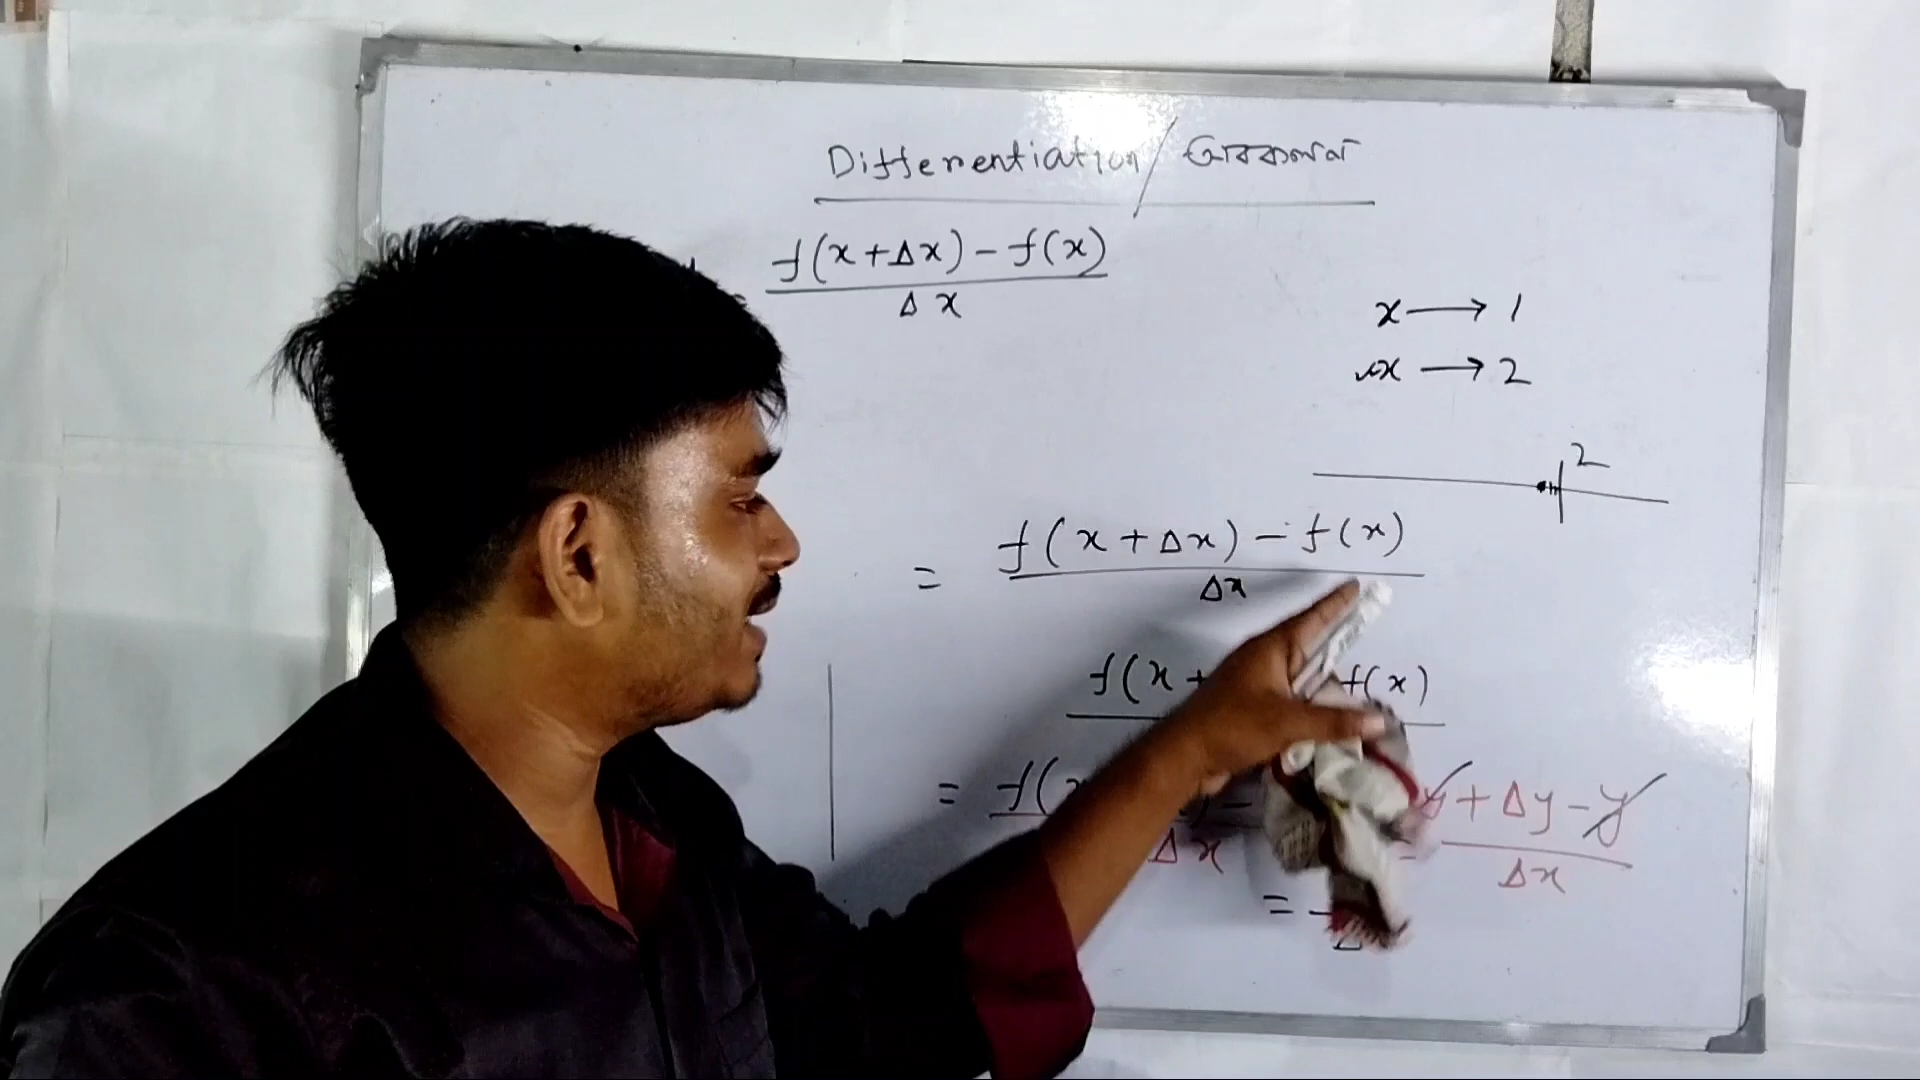 Differentiation / অবকলন
f(x+Δx) - f(x)
Δx
x → 1
x → 2
2
= f(x+Δx) - f(x)
Δx
f(x+ f(x)
= f(x - y + Δy - y
Δx = Δx
= Δ